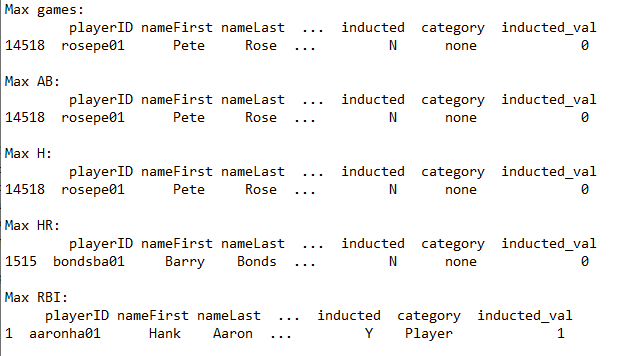 Max games:
playerID nameFirst nameLast ... inducted category inducted_val
14518 rosepe01 Pete Rose ... N none 0
Max AB:
playerID nameFirst nameLast ... inducted category inducted_val
14518 rosepe01 Pete Rose ... N none 0
Max H:
playerID nameFirst nameLast ... inducted category inducted_val
14518 rosepe01 Pete Rose ... N none 0
Max HR:
playerID nameFirst nameLast ... inducted category inducted_val
1515 bondsba01 Barry Bonds ... N none 0
Max RBI:
playerID nameFirst nameLast ... inducted category inducted_val
1 aaronha01 Hank Aaron ... Y Player 1